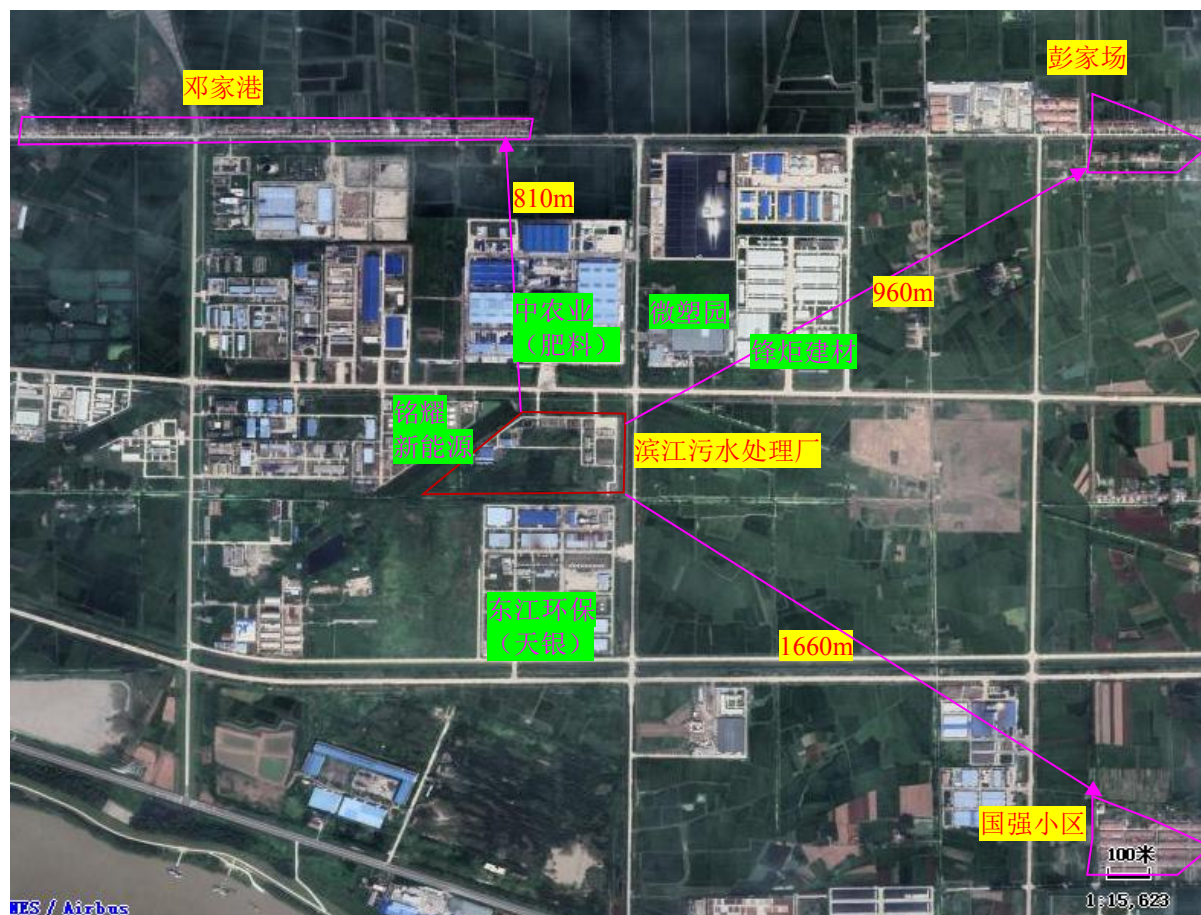 彭家场
邓家港
810m
960m
中农业
（肥料）
微塑园
锋炬建材
铭耀
新能源
滨江污水处理厂
东江环保
（天银）
1660m
国强小区
100米
1:15,623
NES / Airbus